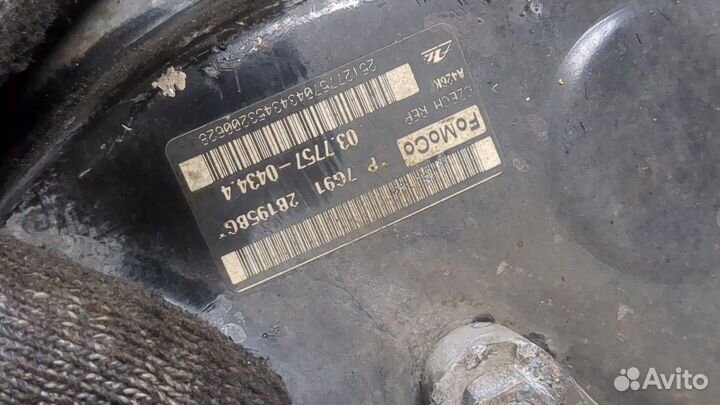 *P 7G91 2B195BG*
FoMoCo
03.7757-0434.4
CZECH REP
Avito